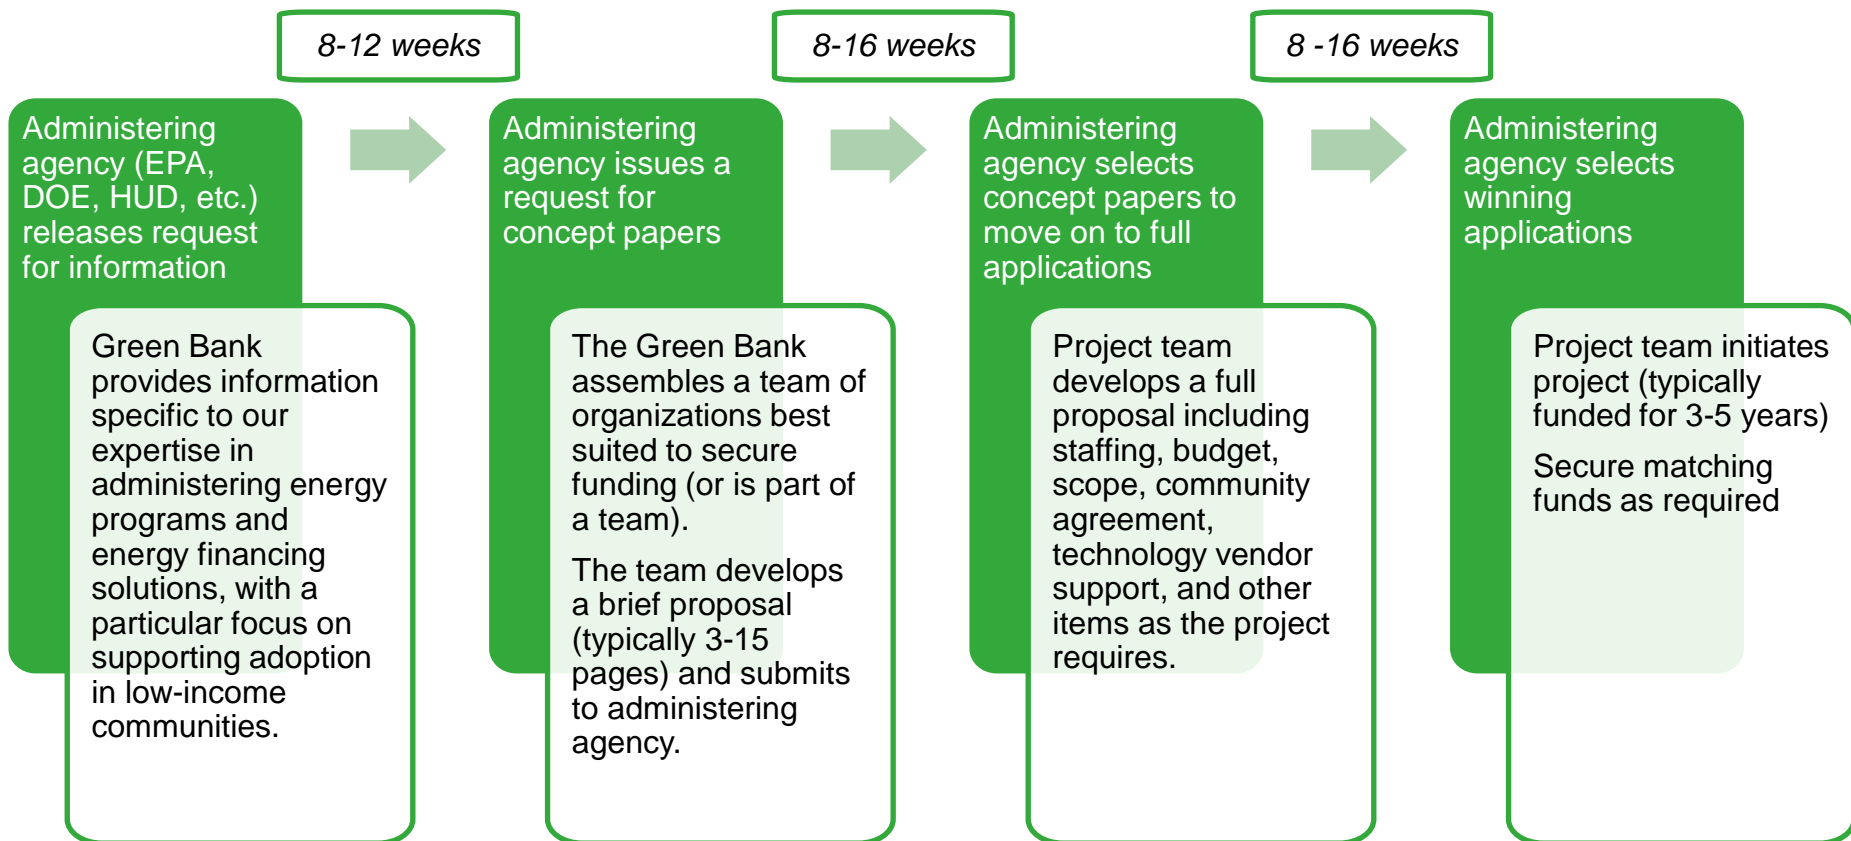 8-12 weeks
8-16 weeks
8 -16 weeks
Administering
agency (EPA,
DOE, HUD, etc.)
releases request
for information
Green Bank
provides information
specific to our
expertise in
administering energy
programs and
energy financing
solutions, with a
particular focus on
supporting adoption
in low-income
communities.
Administering
agency issues a
request for
concept papers
The Green Bank
assembles a team of
organizations best
suited to secure
funding (or is part of
a team).
The team develops
a brief proposal
(typically 3-15
pages) and submits
to administering
agency.
Administering
agency selects
concept papers to
move on to full
applications
Project team
develops a full
proposal including
staffing, budget,
scope, community
agreement,
technology vendor
support, and other
items as the project
requires.
Administering
agency selects
winning
applications
Project team initiates
project (typically
funded for 3-5 years)
Secure matching
funds as required